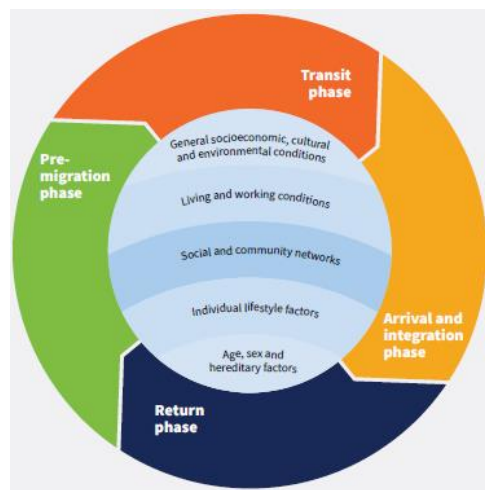 Transit
phase
General socioeconomic, cultural
and environmental conditions
Pre-
migration
phase
Living and working conditions
Social and community networks
Individual lifestyle factors
Arrival and
integration
phase
Age, sex and
hereditary factors
Return
phase